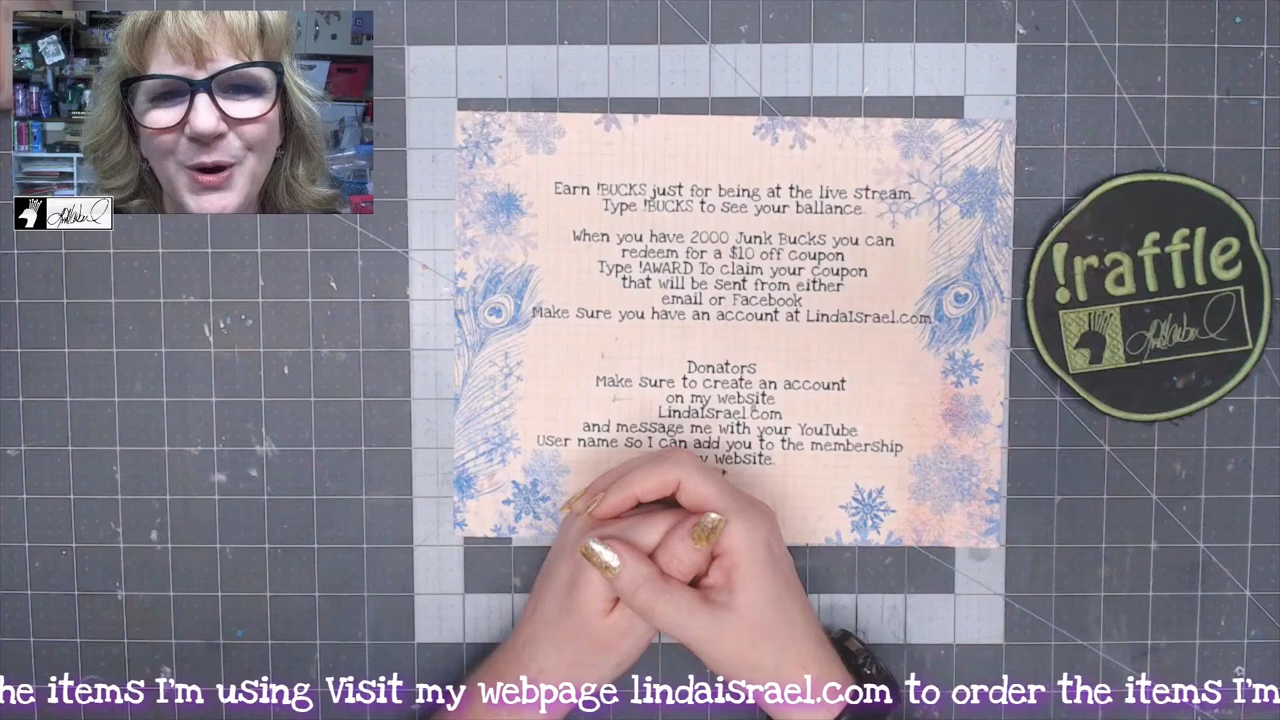 Earn !BUCKS just for being at the live stream.
Type !BUCKS to see your ballance.
When you have 2000 Junk Bucks you can
redeem for a $10 off coupon
Type !AWARD To claim your coupon
that will be sent from either
email or Facebook
Make sure you have an account at LindaIsrael.com
Donators
Make sure to create an account
on my website
LindaIsrael.com
and message me with your YouTube
User name so I can add you to the membership
my website.
!raffle
he items I'm using Visit my webpage lindaisrael.com to order the items I'm